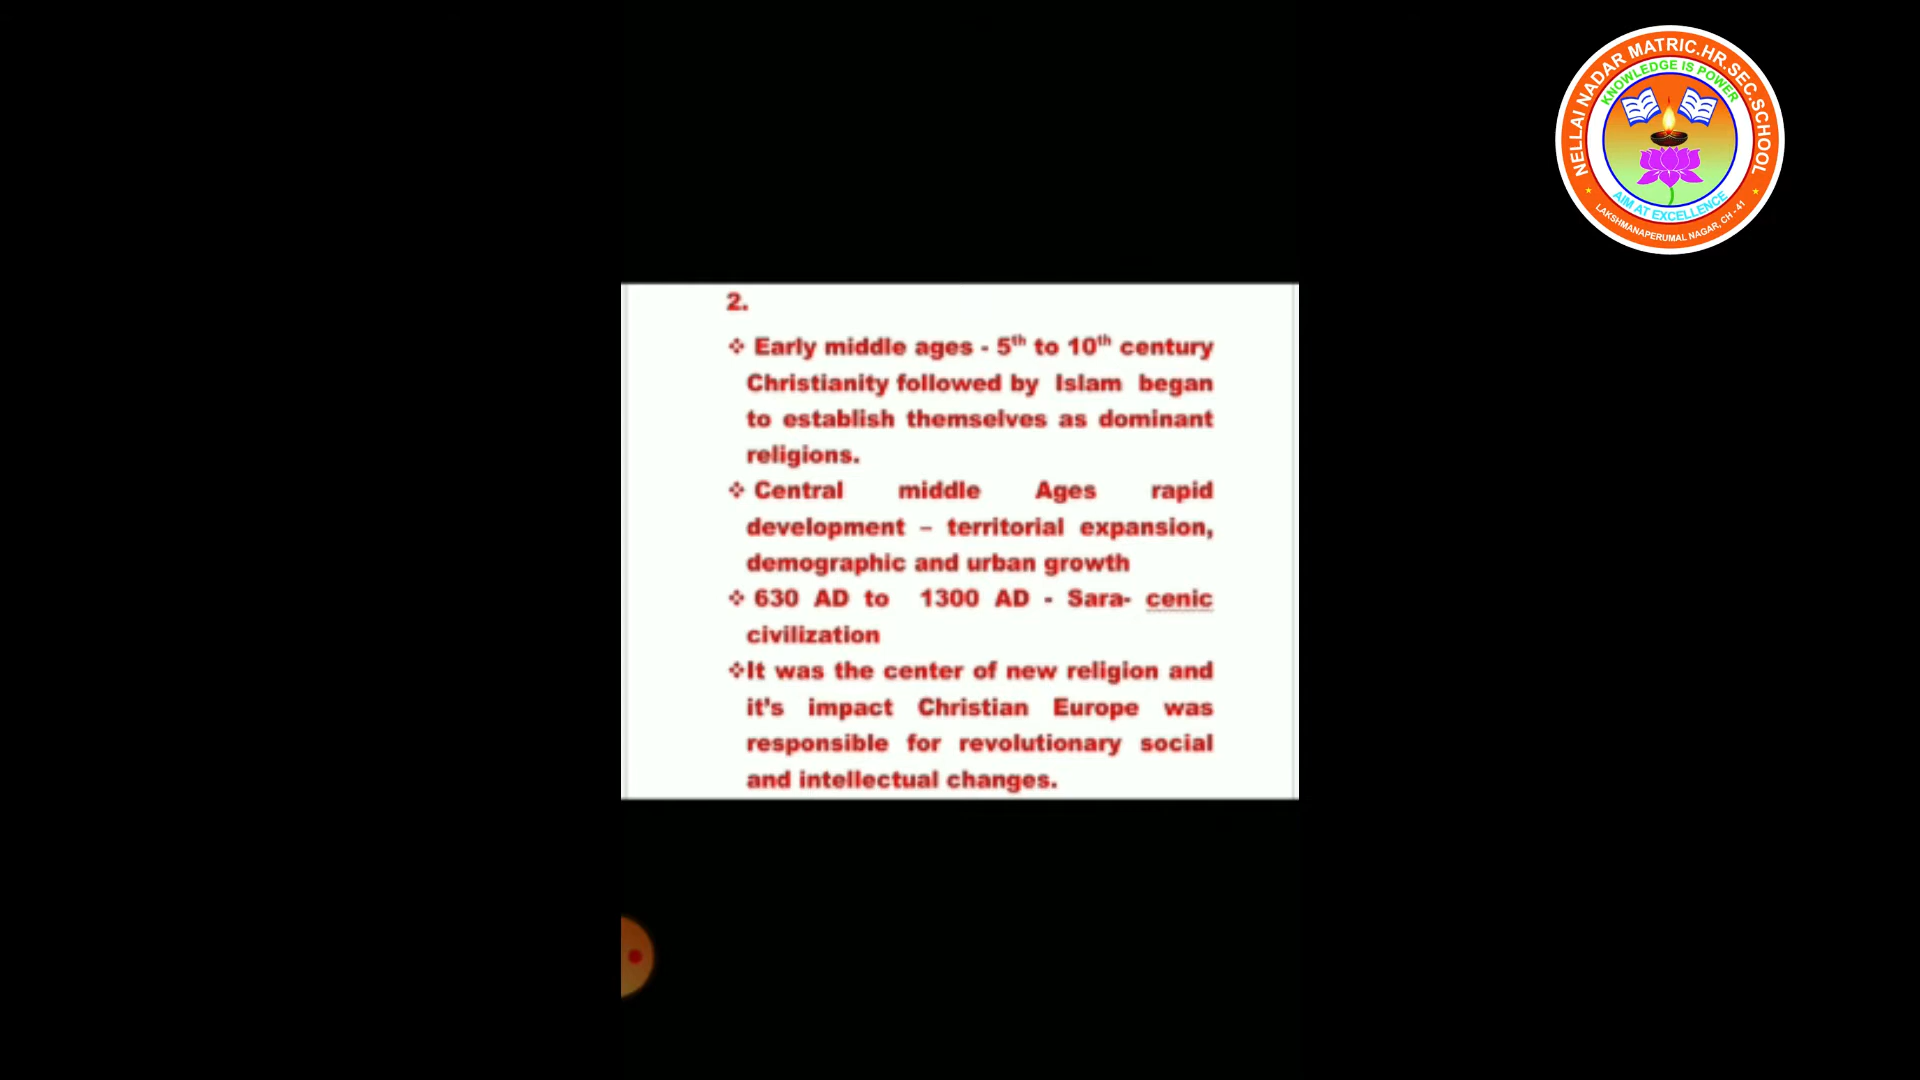 NELLAI NADAR MATRIC.HR.SEC.SCHOOL
KNOWLEDGE IS POWER
AIM AT EXCELLENCE
LAKSHMANAPERUMAL NAGAR, CH - 41
2.
❖ Early middle ages - 5th to 10th century
Christianity followed by Islam began
to establish themselves as dominant
religions.
❖ Central middle Ages rapid
development – territorial expansion,
demographic and urban growth
❖ 630 AD to 1300 AD - Sara- cenic
civilization
❖It was the center of new religion and
it's impact Christian Europe was
responsible for revolutionary social
and intellectual changes.